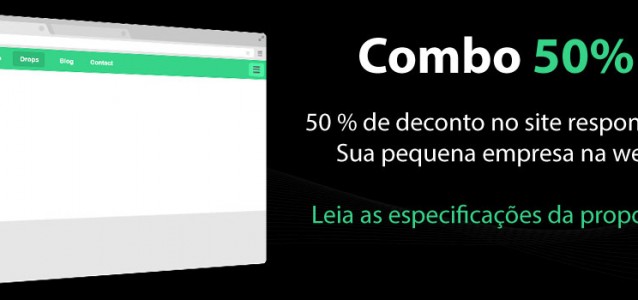 Drops Blog Contact
Combo 50%
50 % de deconto no site respon
Sua pequena empresa na we
Leia as especificações da propo